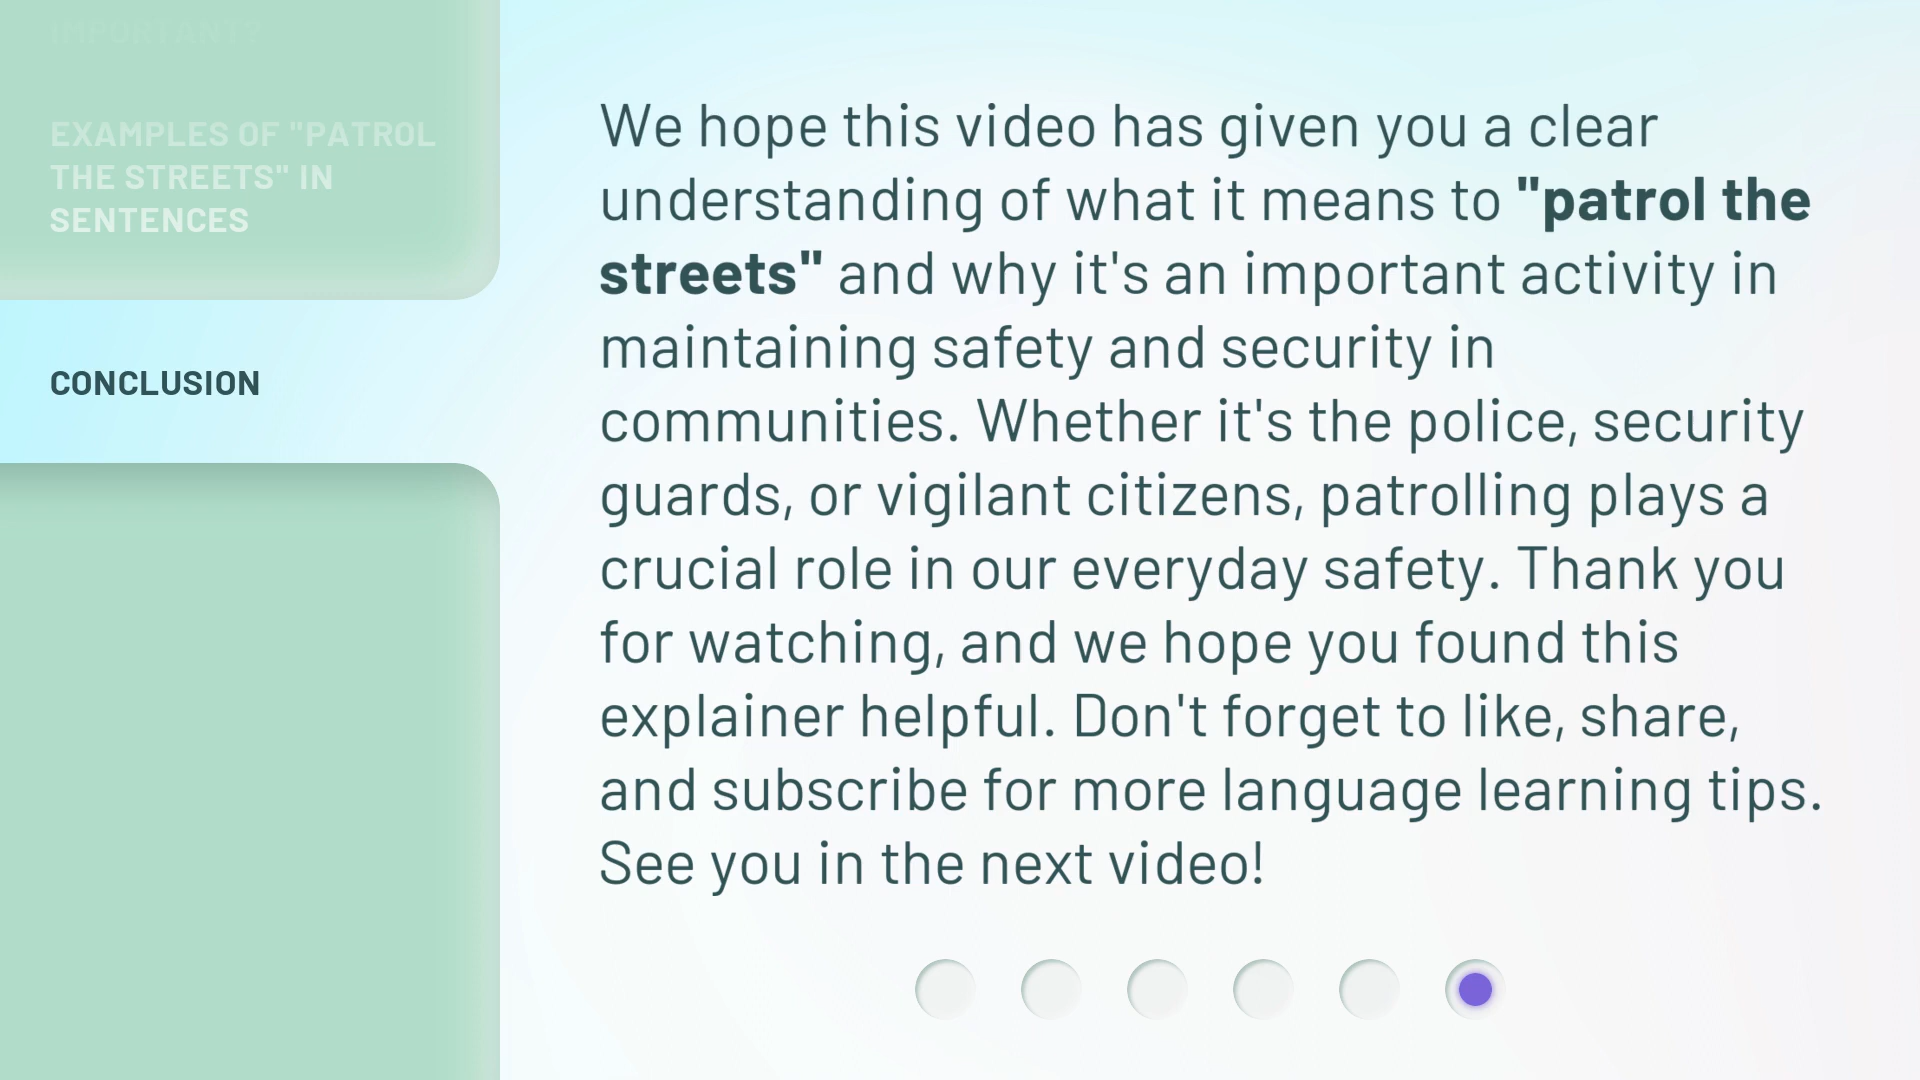 IMPORTANT?
EXAMPLES OF "PATROL
THE STREETS" IN
SENTENCES
CONCLUSION
We hope this video has given you a clear
understanding of what it means to "patrol the
streets" and why it's an important activity in
maintaining safety and security in
communities. Whether it's the police, security
guards, or vigilant citizens, patrolling plays a
crucial role in our everyday safety. Thank you
for watching, and we hope you found this
explainer helpful. Don't forget to like, share,
and subscribe for more language learning tips.
See you in the next video!